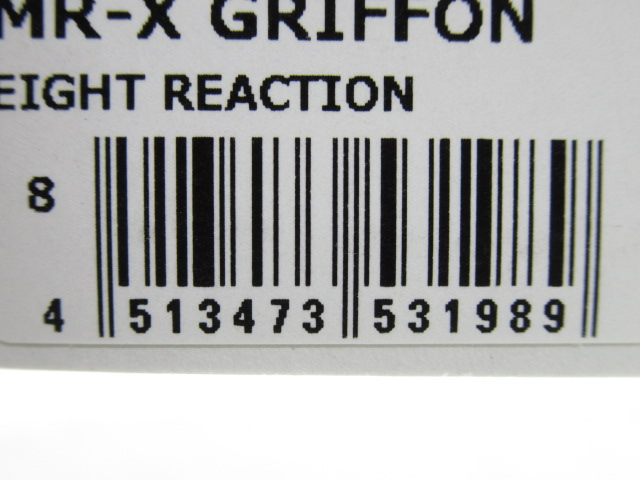 MR-X GRIFFON
EIGHT REACTION
8
4 513473 531989